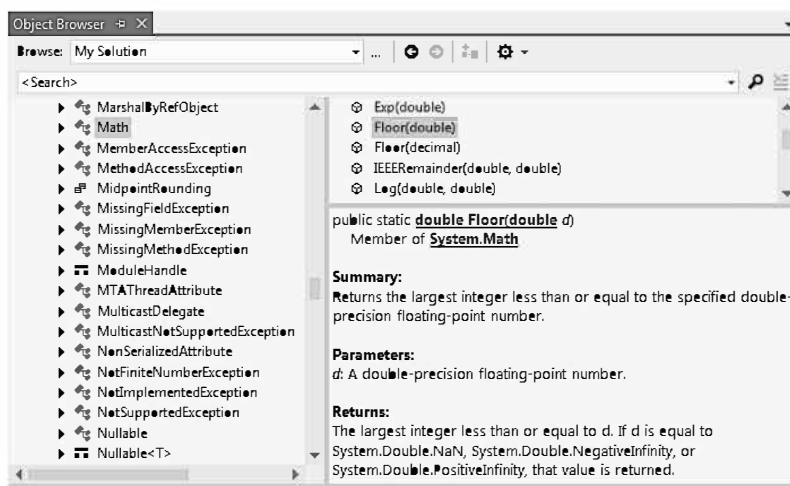 Object Browser
Browse: My Solution ...
<Search>
MarshalByRefObject
Math
MemberAccessException
MethodAccessException
MidpointRounding
MissingFieldException
MissingMemberException
MissingMethodException
ModuleHandle
MTAThreadAttribute
MulticastDelegate
MulticastNotSupportedException
NonSerializedAttribute
NotFiniteNumberException
NotImplementedException
NotSupportedException
Nullable
Nullable<T>
Exp(double)
Floor(double)
Floor(decimal)
IEEERemainder(double, double)
Log(double, double)
public static double Floor(double d)
Member of System.Math
Summary:
Returns the largest integer less than or equal to the specified double-
precision floating-point number.
Parameters:
d: A double-precision floating-point number.
Returns:
The largest integer less than or equal to d. If d is equal to
System.Double.NaN, System.Double.NegativeInfinity, or
System.Double.PositiveInfinity, that value is returned.